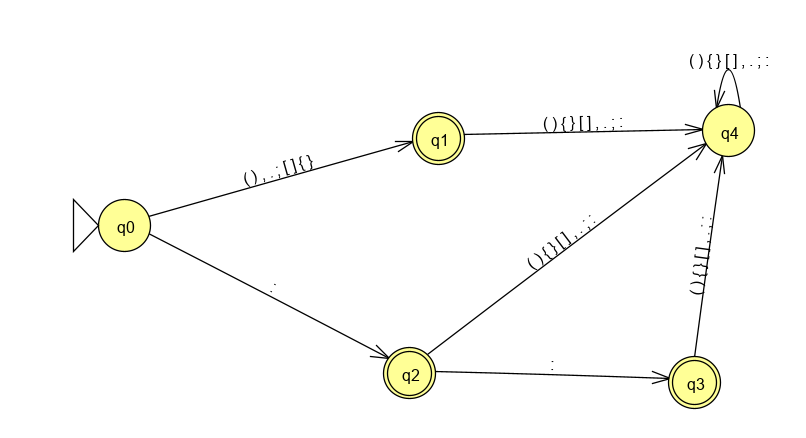 ( ) { } [ ] , . ; :
q1
( ) { } [ ] , . ; :
q4
( ) , . ; [ ] { }
q0
( ) { } [ ] , . ; :
( ) { } [ ] , . ; :
:
q2
:
q3